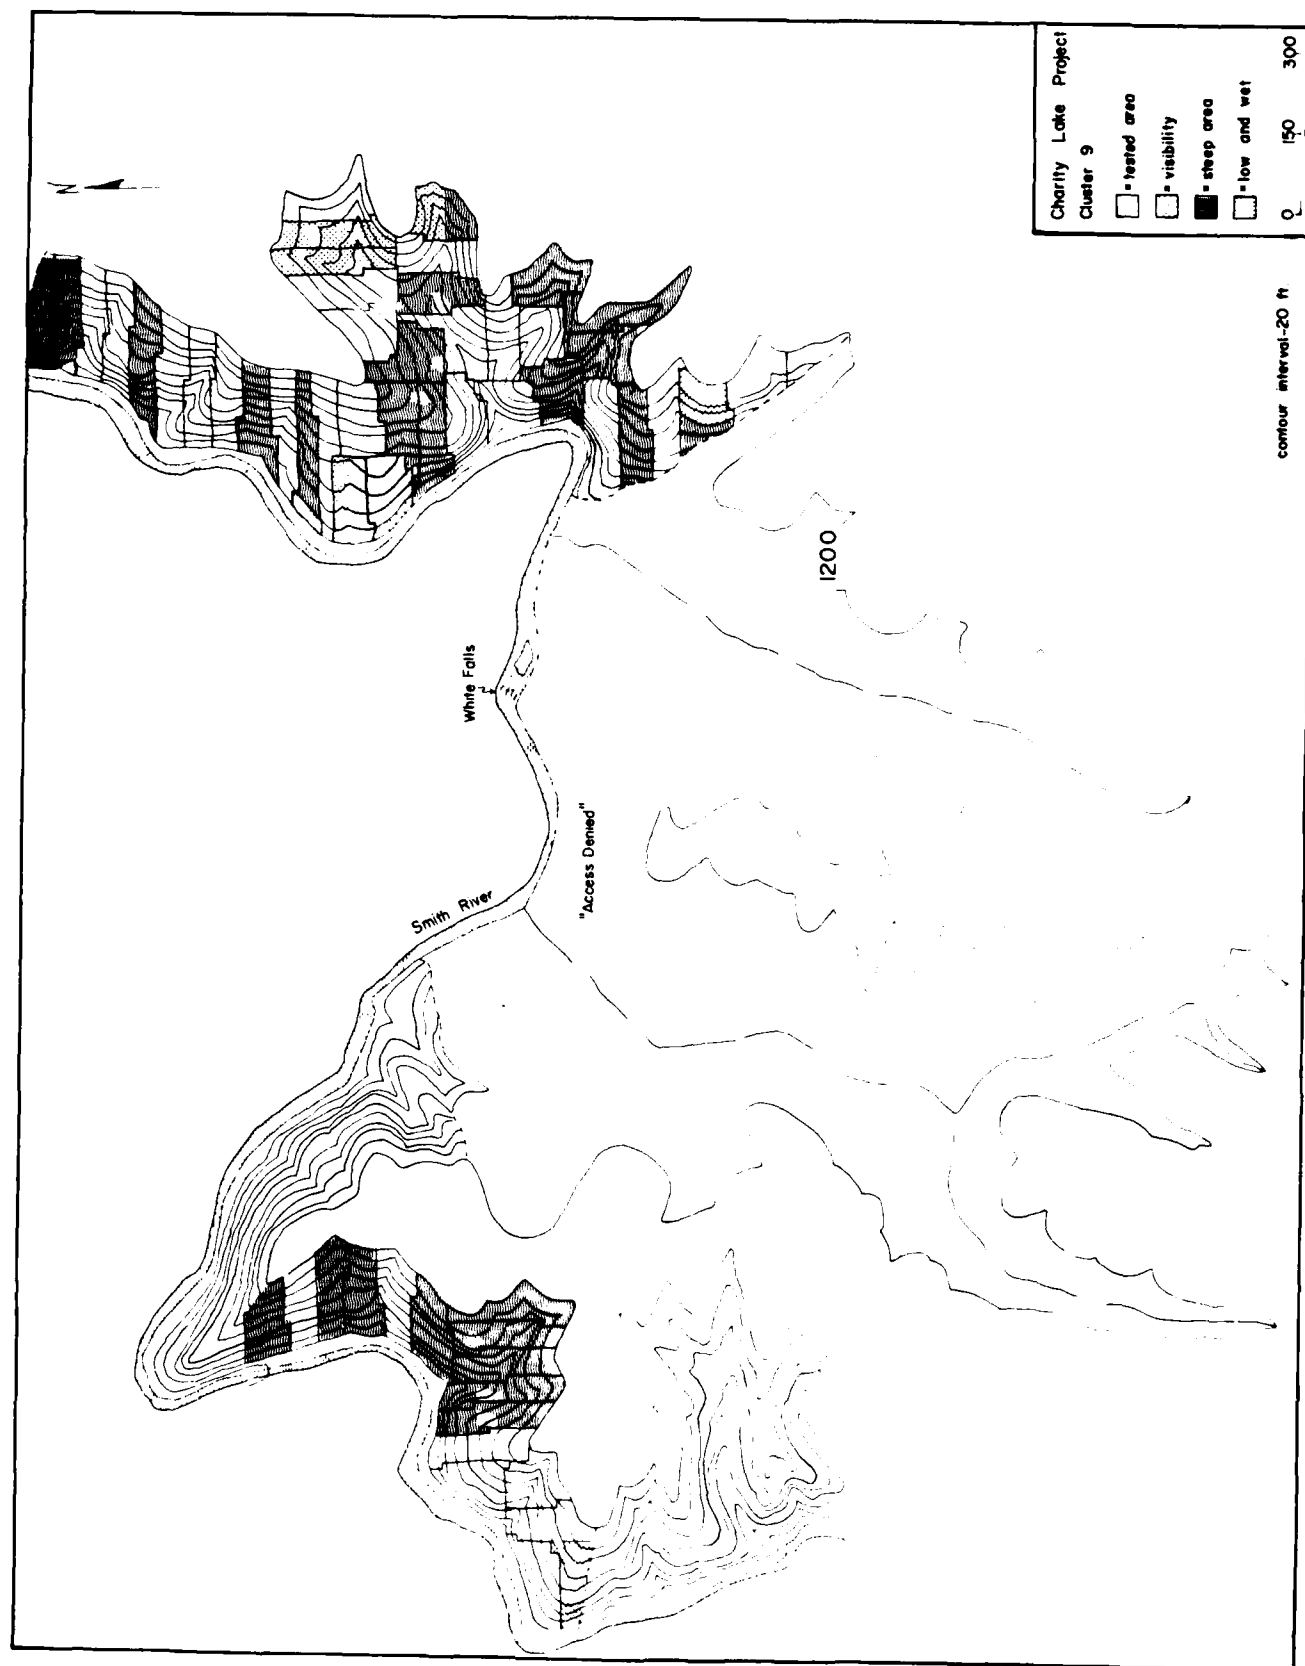 Charity Lake Project
Cluster 9
= tested area
= visibility
= steep area
= low and wet
0 150 300
contour interval-20 ft
N
1200
White Falls
"Access Denied"
Smith River